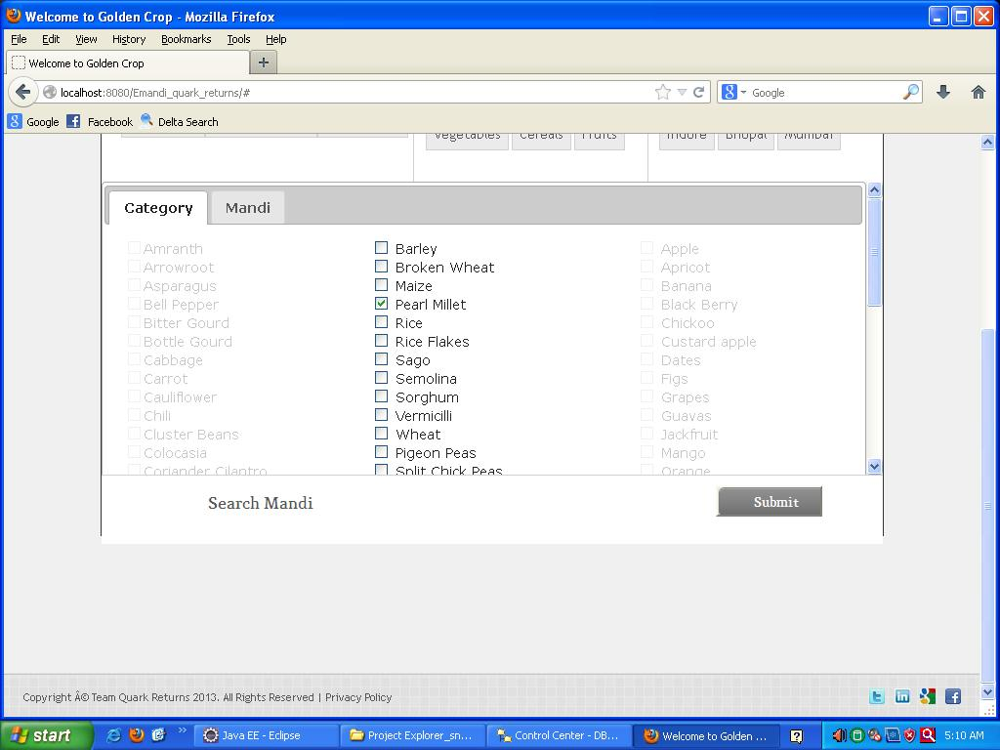 Welcome to Golden Crop - Mozilla Firefox
File Edit View History Bookmarks Tools Help
Welcome to Golden Crop
localhost:8080/Emandi_quark_returns/#
Google
Google Facebook Delta Search
Vegetables Cereals Fruits Indore Bhopal Mumbai
Category Mandi
Amranth Barley Apple
Arrowroot Broken Wheat Apricot
Asparagus Maize Banana
Bell Pepper Pearl Millet Black Berry
Bitter Gourd Rice Chickoo
Bottle Gourd Rice Flakes Custard apple
Cabbage Sago Dates
Carrot Semolina Figs
Cauliflower Sorghum Grapes
Chili Vermicilli Guavas
Cluster Beans Wheat Jackfruit
Colocasia Pigeon Peas Mango
Coriander Cilantro Split Chick Peas Orange
Search Mandi Submit
Copyright Â© Team Quark Returns 2013. All Rights Reserved | Privacy Policy
start Java EE - Eclipse Project Explorer_sn... Control Center - DB... Welcome to Golden ... 5:10 AM